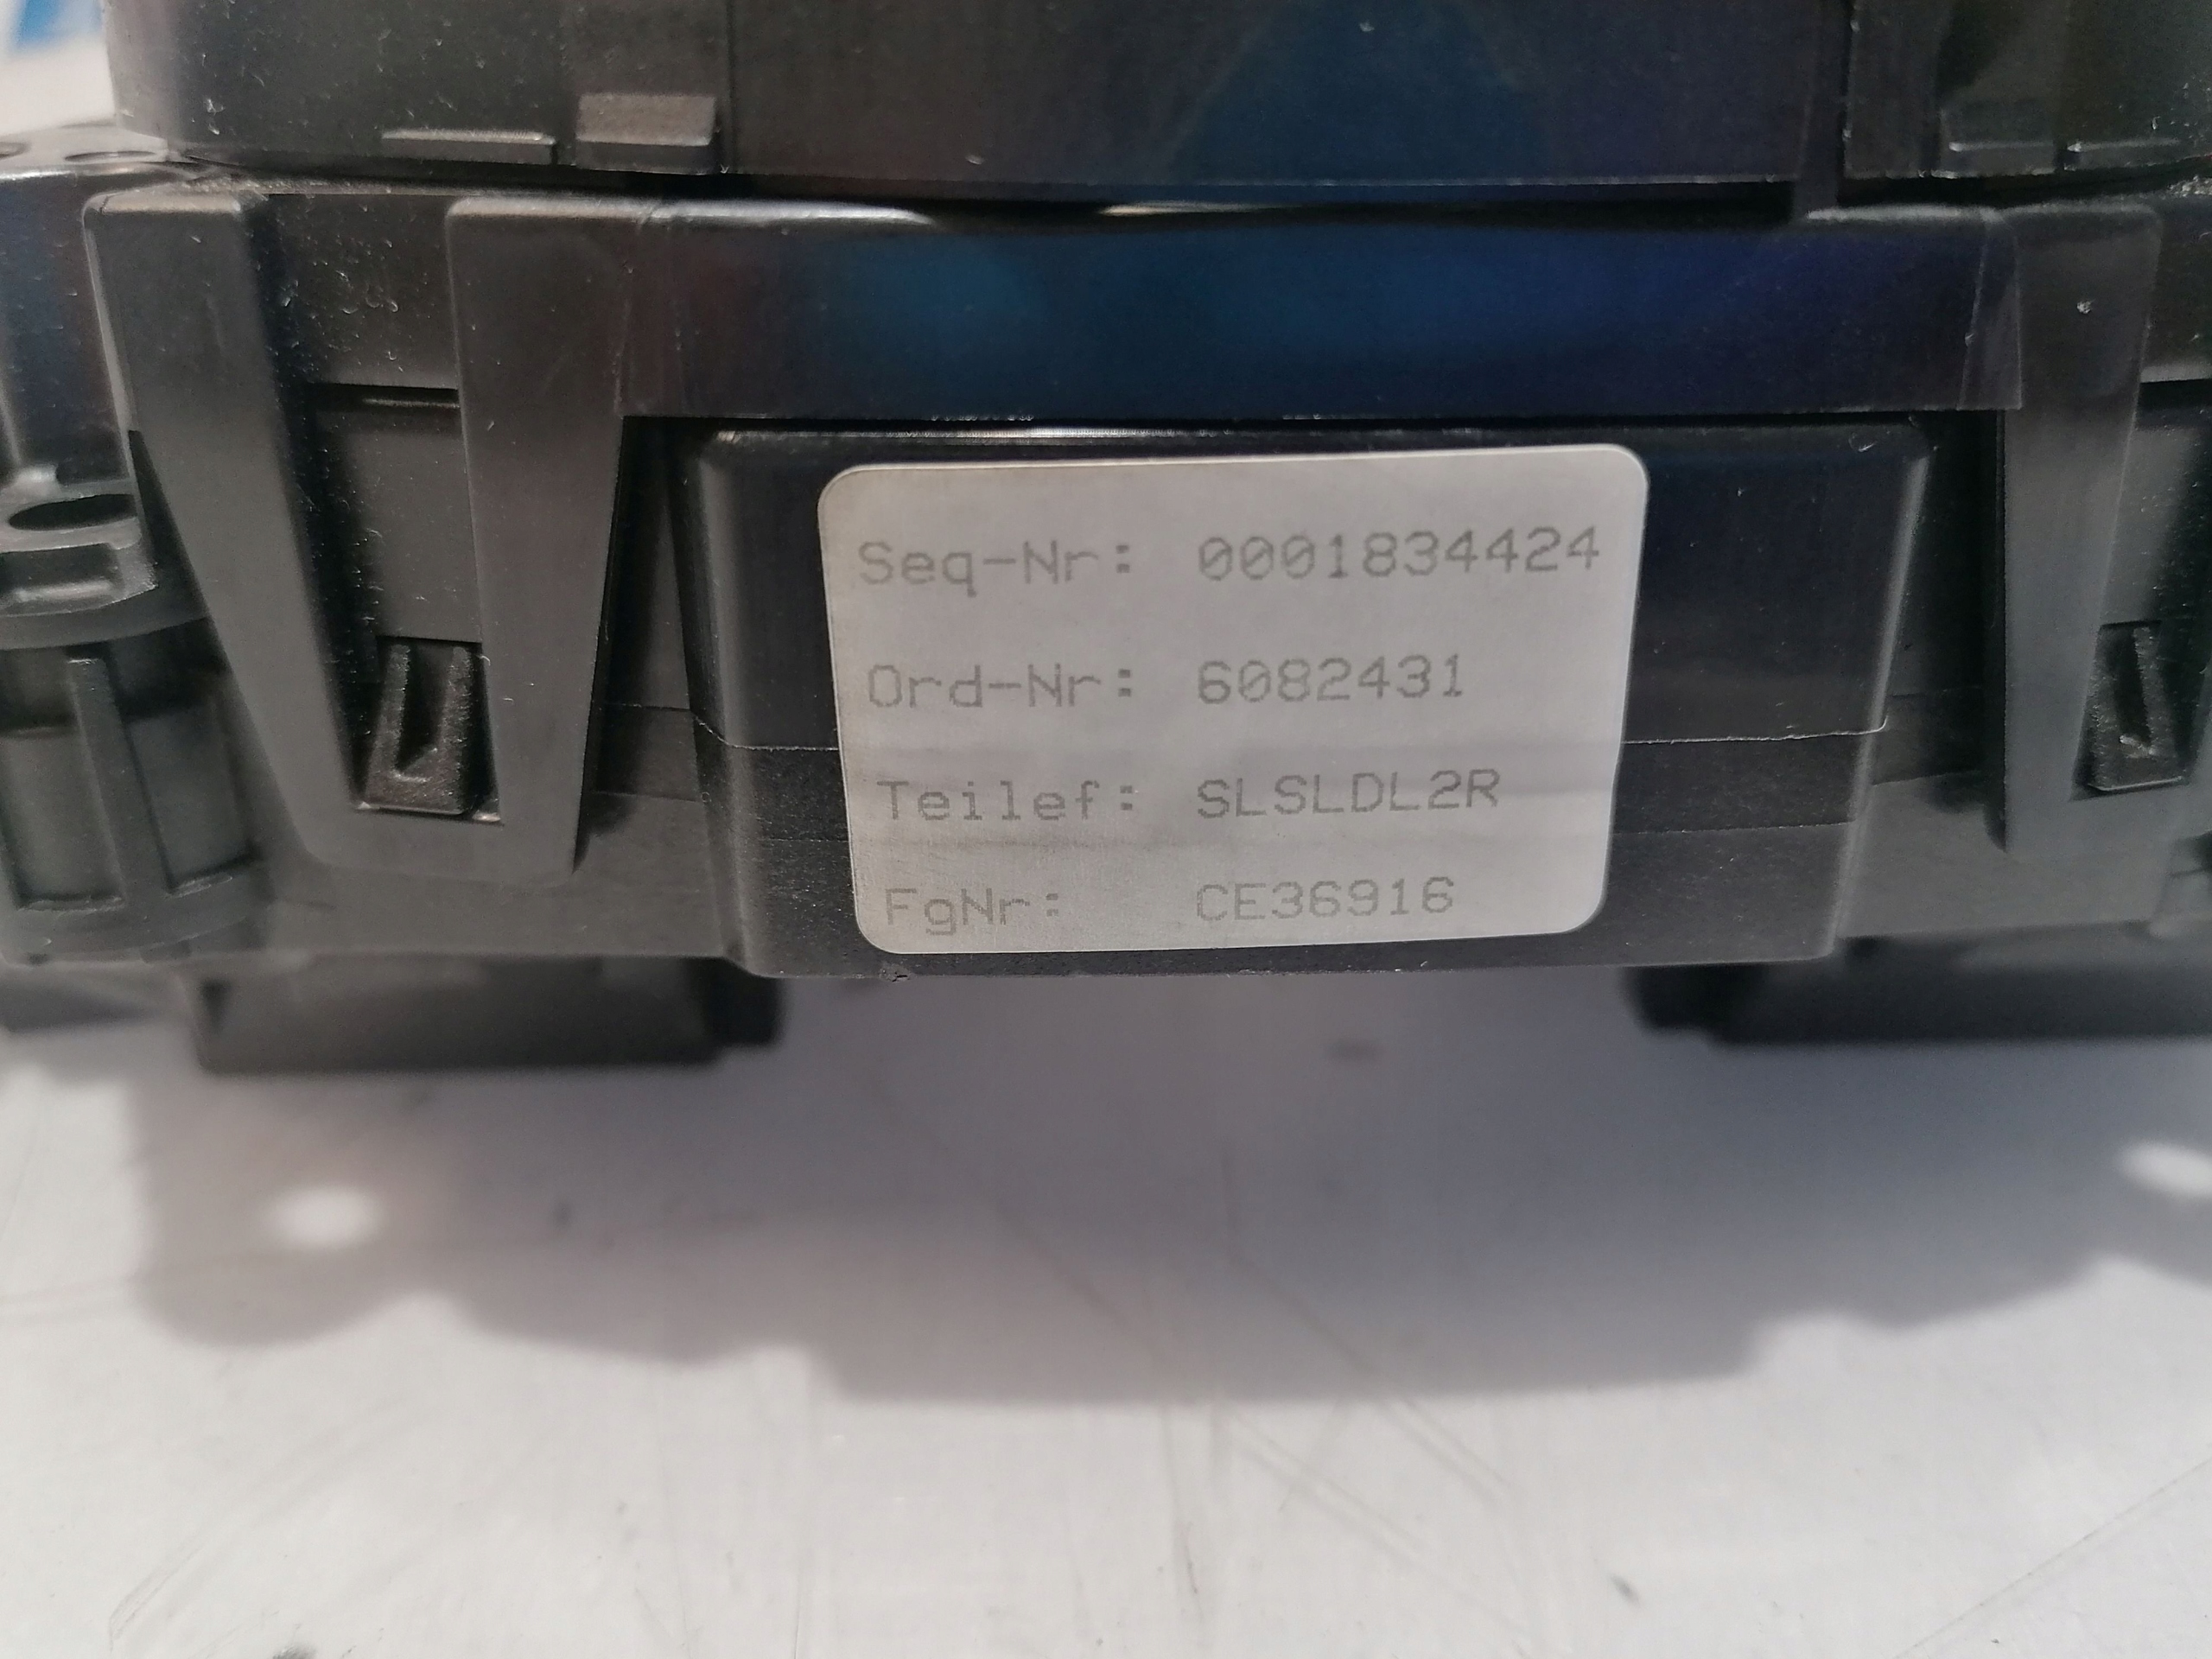 Seq-Nr: 0001834424
Ord-Nr: 6082431
Teilef: SLSLDL2R
FgNr: CE36916